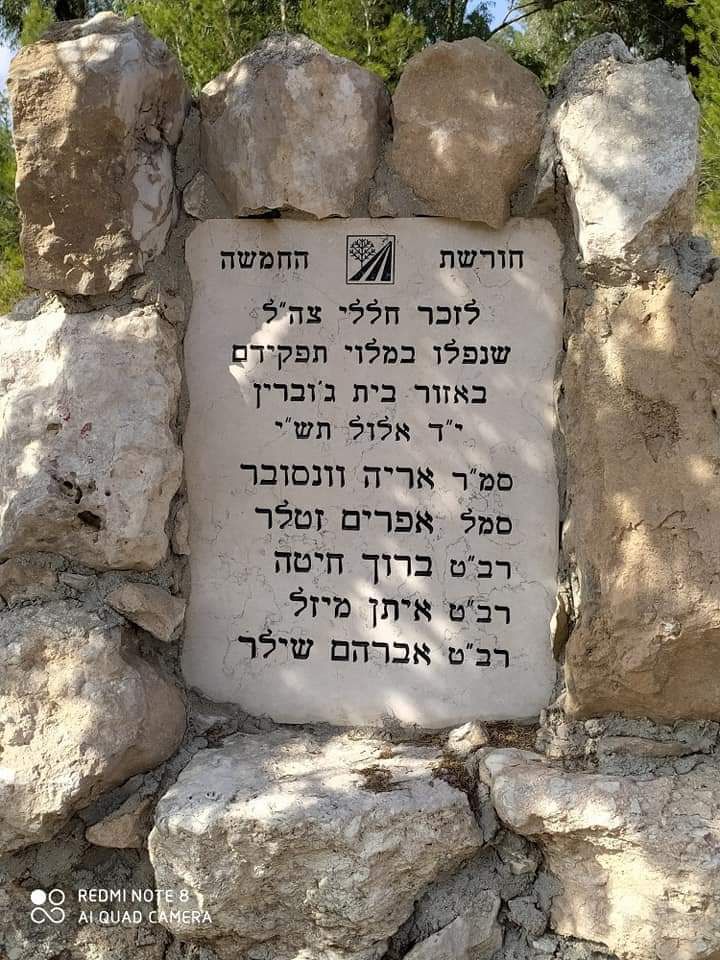 חורשת החמשה
לזכר חללי צה"ל
שנפלו במלוי תפקידם
באזור בית ג'וברין
י"ד אלול תש"י
סמ"ר אריה וונסובר
סמל אפרים זטלר
רב"ט ברוך חיטה
רב"ט איתן מיזל
רב"ט אברהם שילר
REDMI NOTE 8
AI QUAD CAMERA